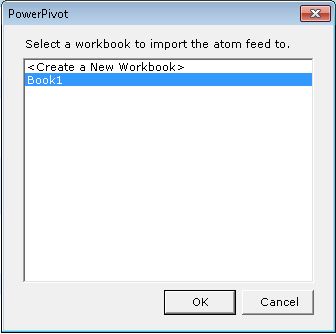 PowerPivot
Select a workbook to import the atom feed to.
<Create a New Workbook>
Book1
OK
Cancel